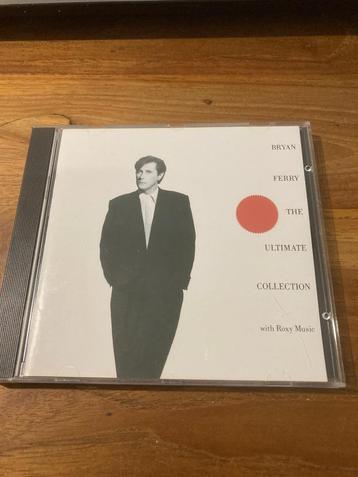 BRYAN
FERRY
THE
ULTIMATE
COLLECTION
with Roxy Music